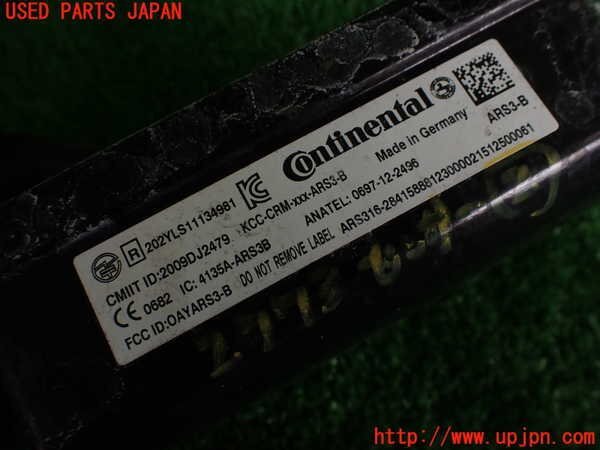 USED PARTS JAPAN
Continental
ARS3-B
Made in Germany
R 202YLS11134981
KCC-CRM-xxx-ARS3-B
ANATEL: 0697-12-2496
CMIIT ID: 2009DJ2479
CE 0682 IC: 4135A-ARS3B
DO NOT REMOVE LABEL
ARS316-28415888123000021512500061
FCC ID:OAYARS3-B
http://www.upjpn.com/